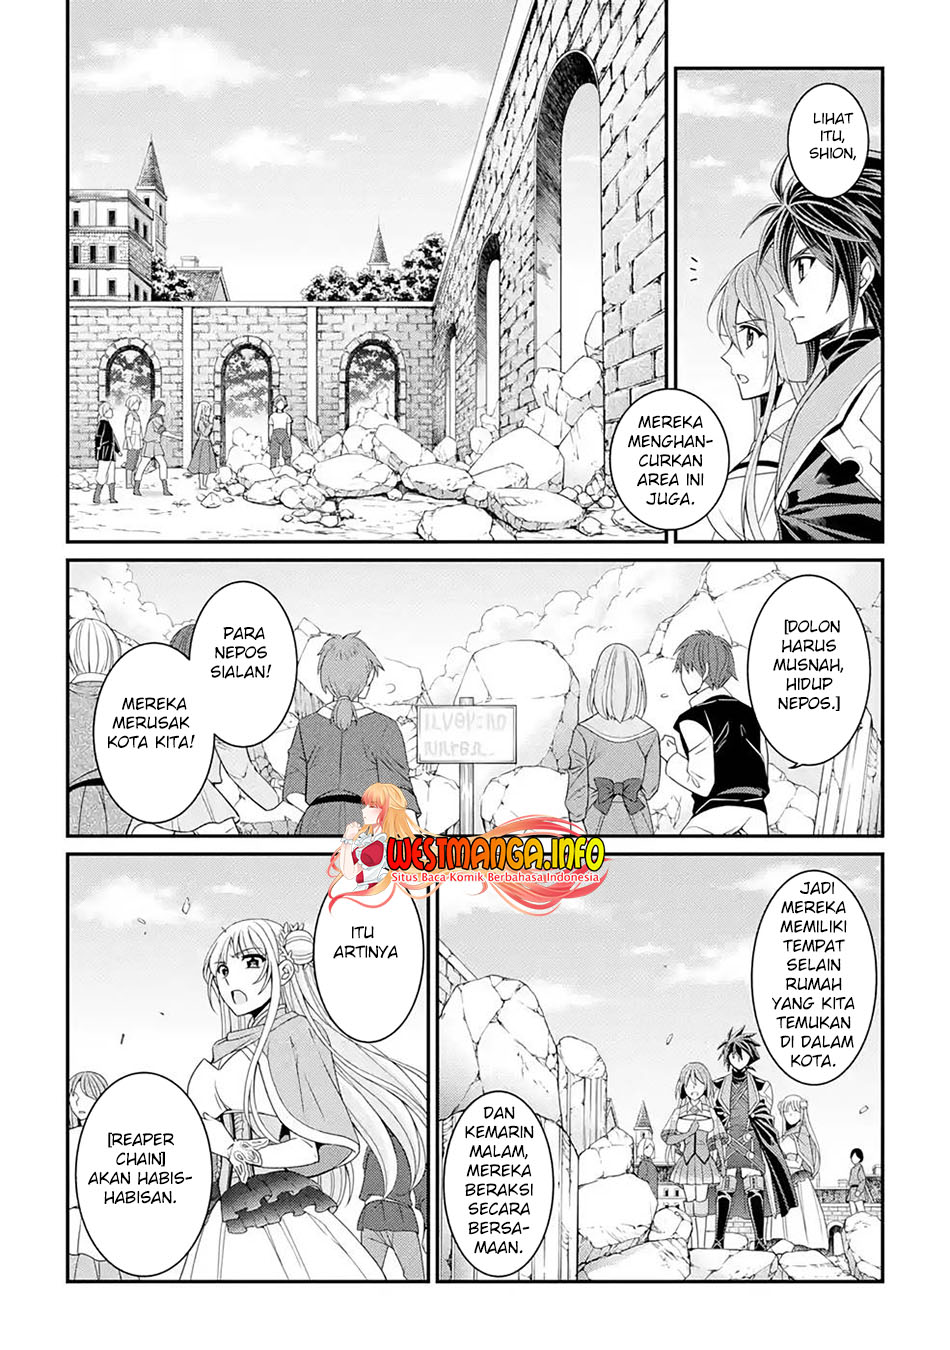 LIHAT
ITU,
SHION,
MEREKA
MENGHAN-
CURKAN
AREA INI
JUGA.
[DOLON
HARUS
MUSNAH,
HIDUP
NEPOS.]
PARA
NEPOS
SIALAN!
MEREKA
MERUSAK
KOTA KITA!
WESTMANGA.INFO
Situs Baca Komik Berbahasa Indonesia
JADI
MEREKA
MEMILIKI
TEMPAT
SELAIN
RUMAH
YANG KITA
TEMUKAN
DI DALAM
KOTA.
DAN
KEMARIN
MALAM,
MEREKA
BERAKSI
SECARA
BERSA-
MAAN.
ITU
ARTINYA
[REAPER
CHAIN]
AKAN HABIS-
HABISAN.